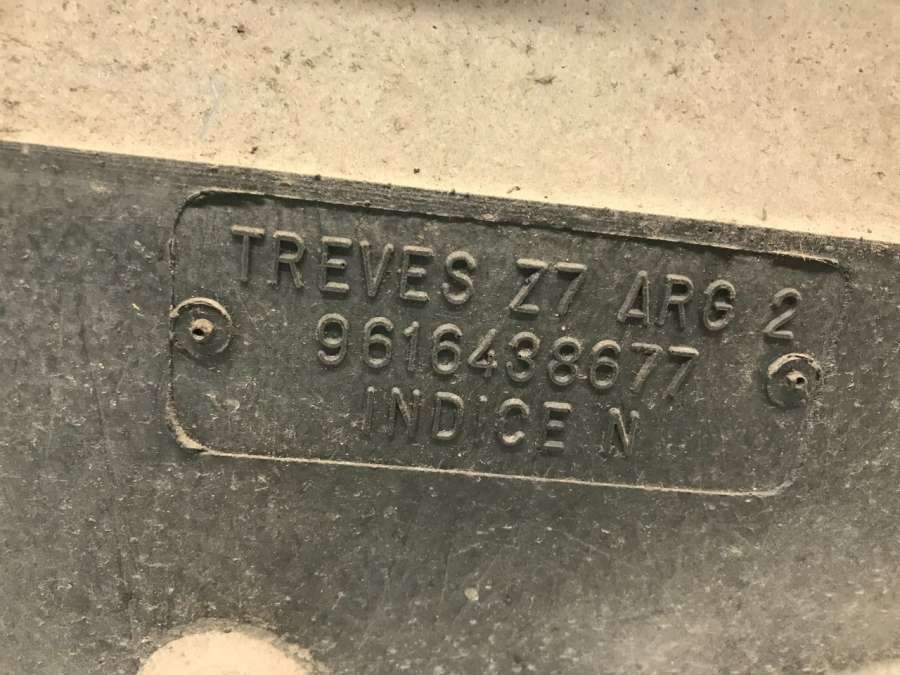 TREVES Z7 ARG 2
9616438677
INDICE N